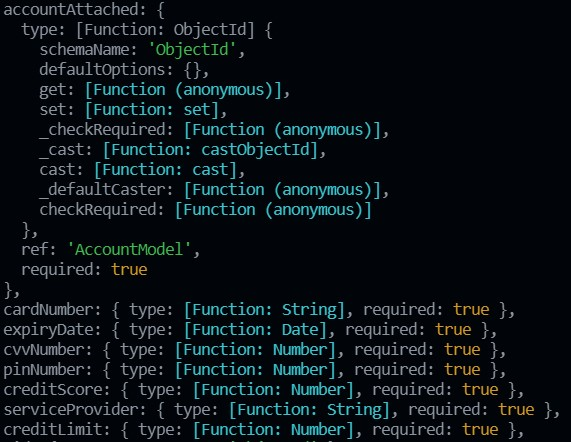 accountAttached: {
type: [Function: ObjectId] {
schemaName: 'ObjectId',
defaultOptions: {},
get: [Function (anonymous)],
set: [Function: set],
_checkRequired: [Function (anonymous)],
_cast: [Function: castObjectId],
cast: [Function: cast],
_defaultCaster: [Function (anonymous)],
checkRequired: [Function (anonymous)]
},
ref: 'AccountModel',
required: true
},
cardNumber: { type: [Function: String], required: true },
expiryDate: { type: [Function: Date], required: true },
cvvNumber: { type: [Function: Number], required: true },
pinNumber: { type: [Function: Number], required: true },
creditScore: { type: [Function: Number], required: true },
serviceProvider: { type: [Function: String], required: true },
creditLimit: { type: [Function: Number], required: true },